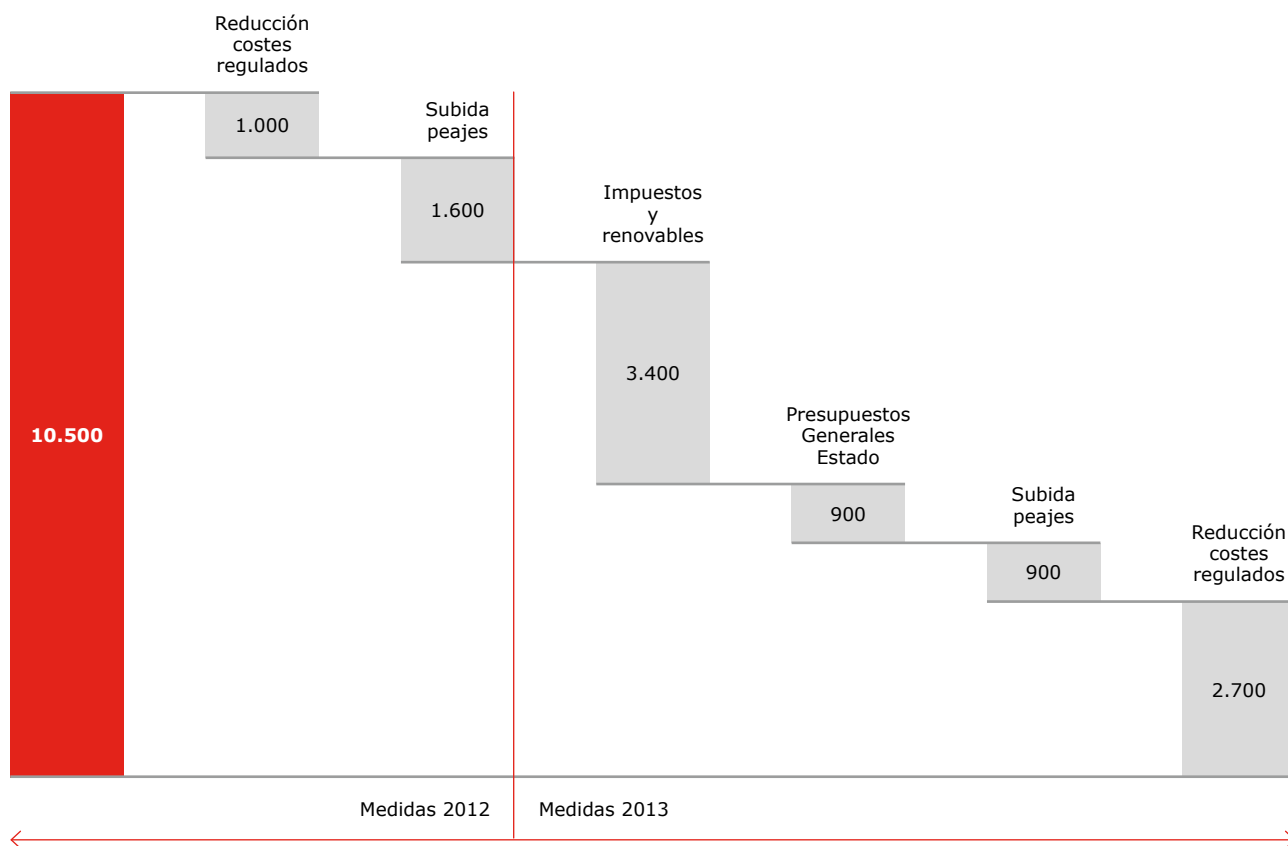 Reducción
costes
regulados
1.000
Subida
peajes
1.600
Impuestos
y
renovables
3.400
10.500
Presupuestos
Generales
Estado
900
Subida
peajes
900
Reducción
costes
regulados
2.700
Medidas 2012
Medidas 2013